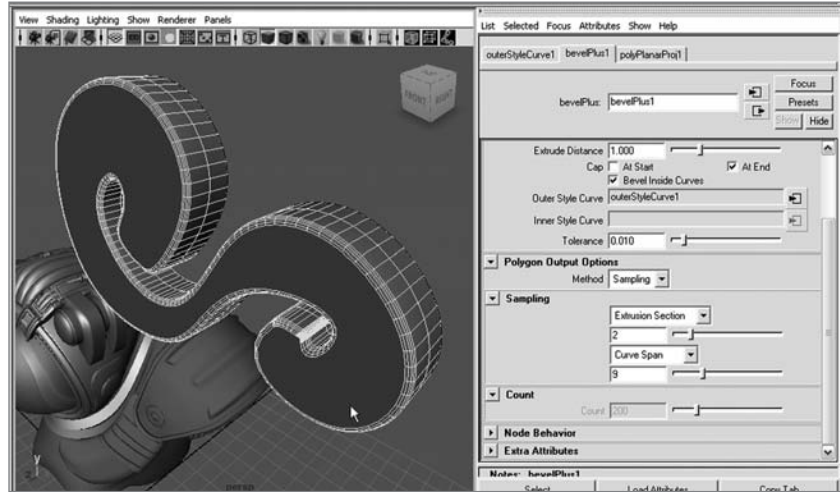 View Shading Lighting Show Renderer Panels
FRONT RIGHT
y
persp
List Selected Focus Attributes Show Help
outerStyleCurve1 bevelPlus1 polyPlanarProj1
bevelPlus: bevelPlus1
Focus
Presets
Show Hide
Extrude Distance 1.000
Cap At Start At End
Bevel Inside Curves
Outer Style Curve outerStyleCurve1
Inner Style Curve
Tolerance 0.010
Polygon Output Options
Method Sampling
Sampling
Extrusion Section
2
Curve Span
9
Count
Count 200
Node Behavior
Extra Attributes
Notes: bevelPlus1
Select Load Attributes Copy Tab